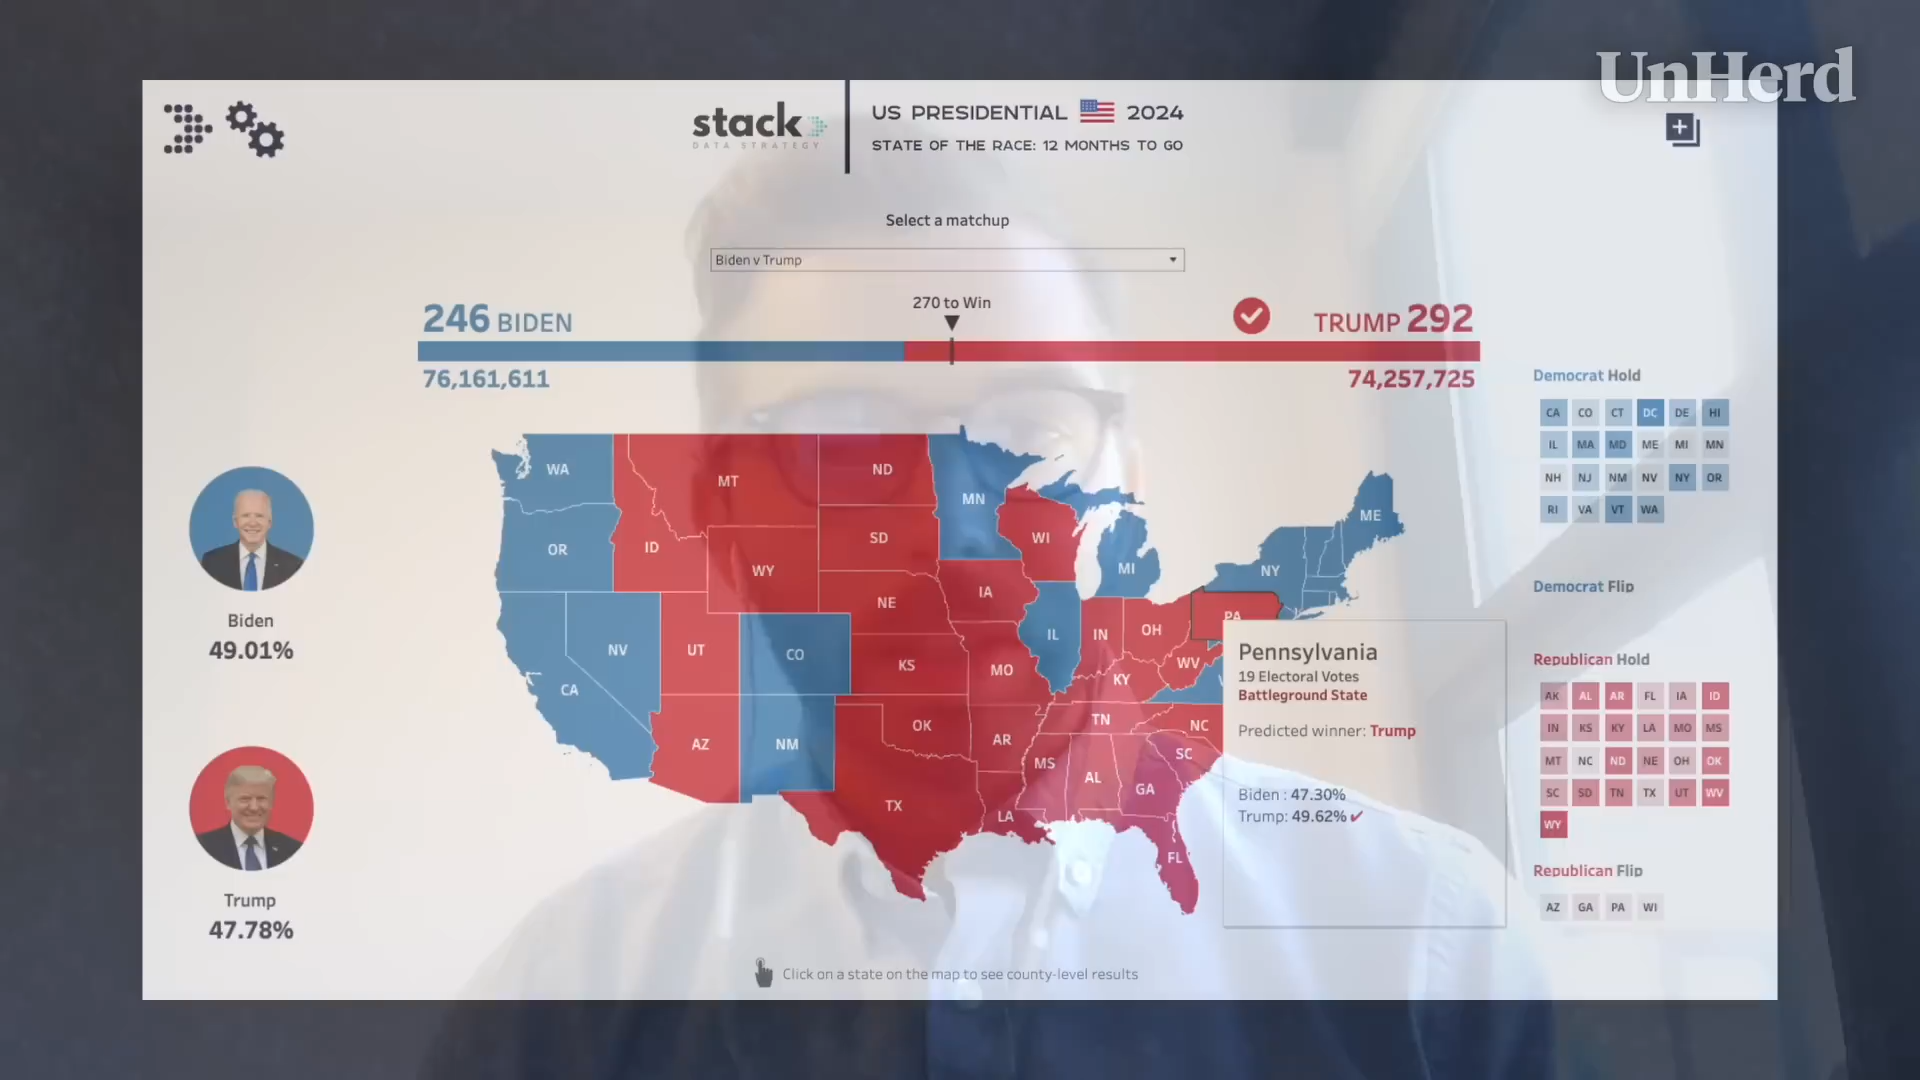 UnHerd
stack
DATA STRATEGY
US PRESIDENTIAL 2024
STATE OF THE RACE: 12 MONTHS TO GO
Select a matchup
Biden v Trump
270 to Win
246 BIDEN
TRUMP 292
76,161,611
74,257,725
Biden
49.01%
Trump
47.78%
WA
MT
ND
MN
OR
ID
SD
WI
WY
MI
NY
ME
NE
IA
NV
UT
CO
IL
IN
OH
PA
KS
MO
WV
CA
KY
AZ
NM
OK
AR
TN
NC
MS
AL
SC
GA
TX
LA
FL
Pennsylvania
19 Electoral Votes
Battleground State
Predicted winner: Trump
Biden : 47.30%
Trump: 49.62% ✓
Click on a state on the map to see county-level results
Democrat Hold
CA CO CT DC DE HI
IL MA MD ME MI MN
NH NJ NM NV NY OR
RI VA VT WA
Democrat Flip
Republican Hold
AK AL AR FL IA ID
IN KS KY LA MO MS
MT NC ND NE OH OK
SC SD TN TX UT WV
WY
Republican Flip
AZ GA PA WI